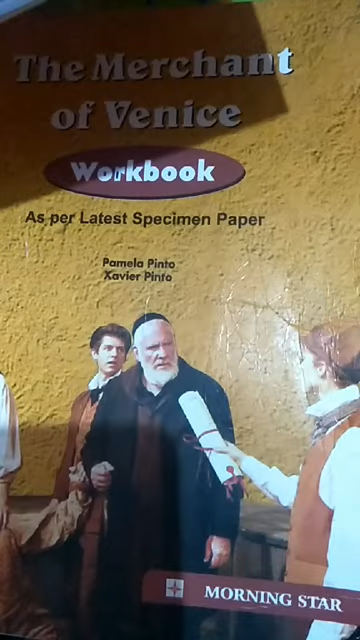 The Merchant
of Venice
Workbook
As per Latest Specimen Paper
Pamela Pinto
Xavier Pinto
MORNING STAR